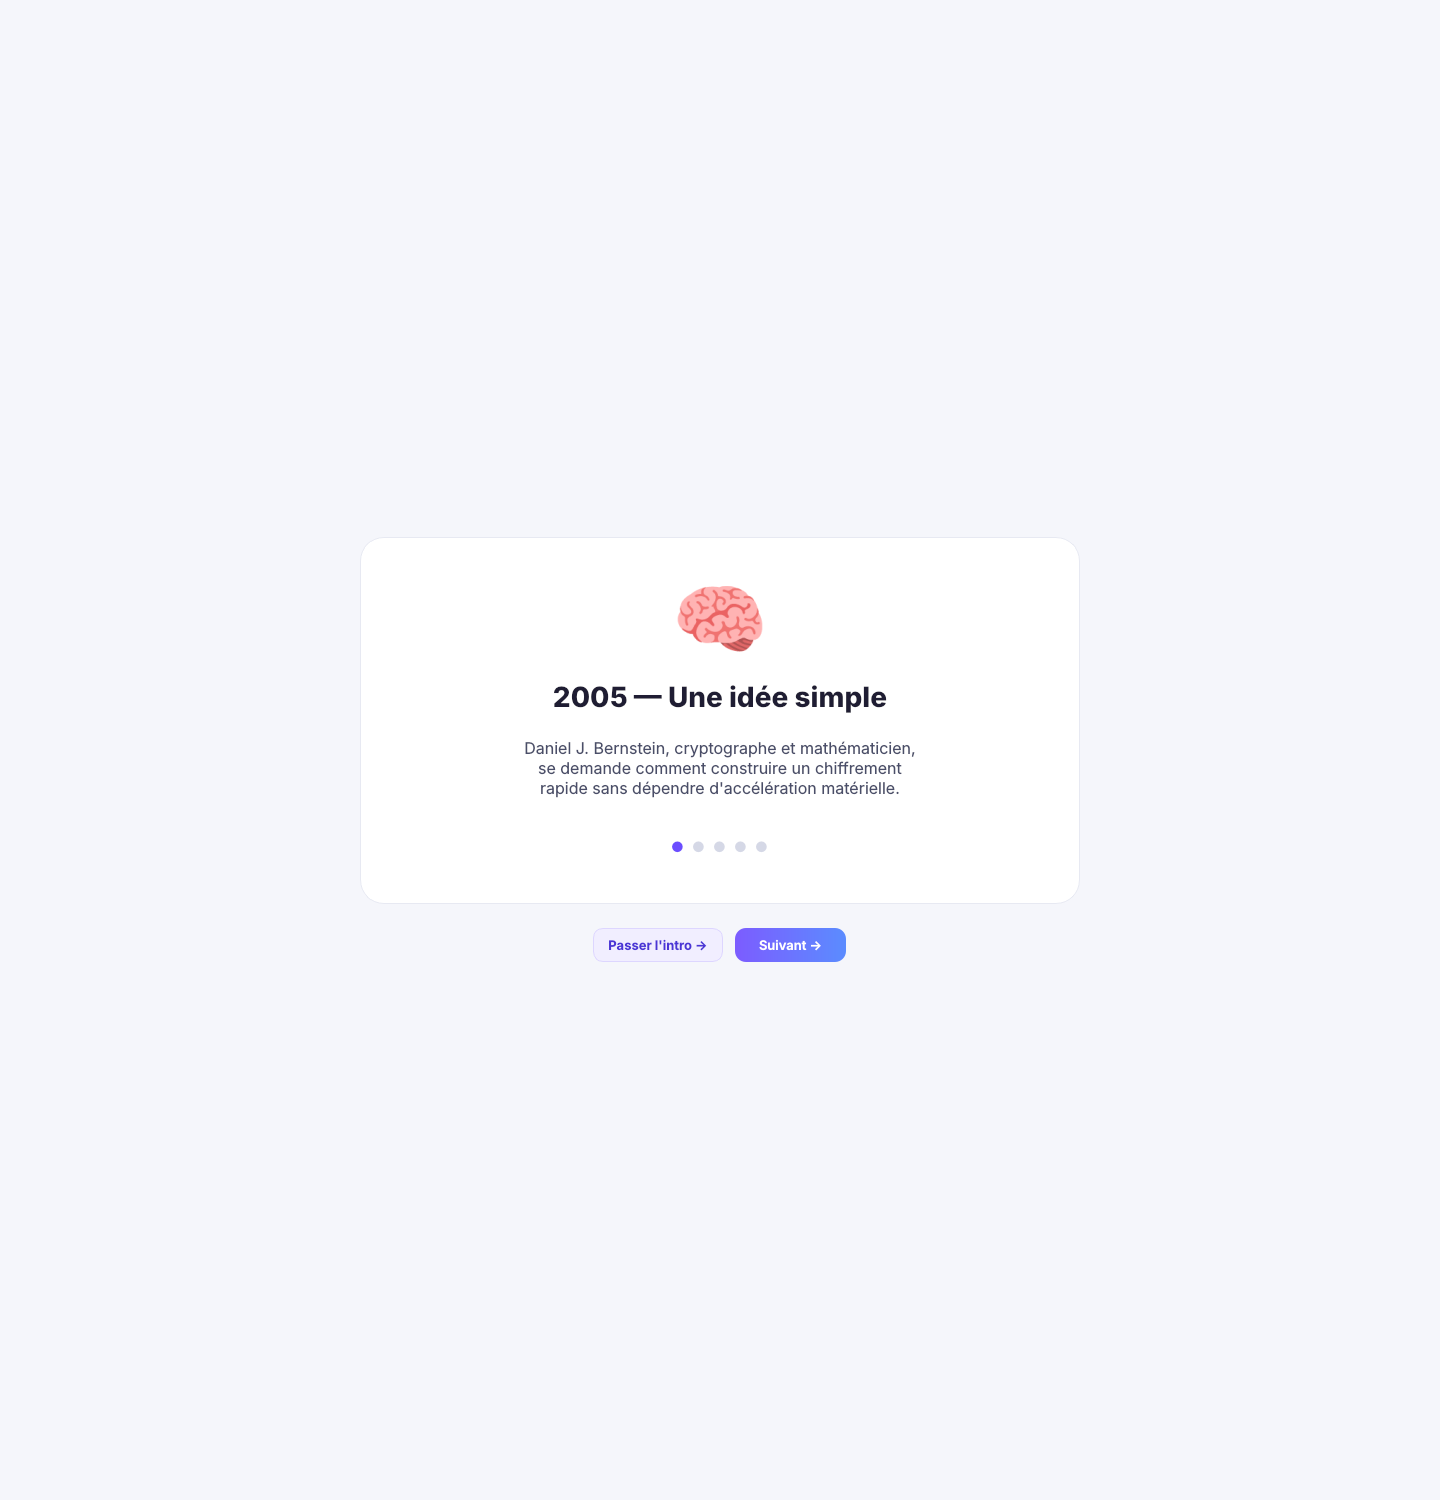 2005 — Une idée simple
Daniel J. Bernstein, cryptographe et mathématicien,
se demande comment construire un chiffrement
rapide sans dépendre d'accélération matérielle.
Passer l'intro →
Suivant →